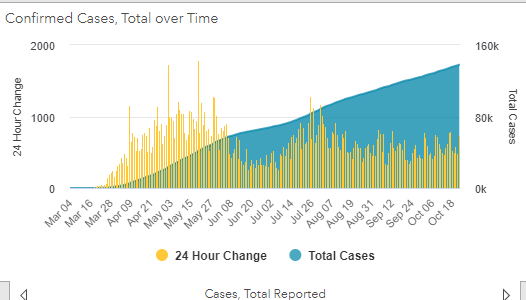 Confirmed Cases, Total over Time
2000
160k
24 Hour Change
1000
80k
Total Cases
0
0k
Mar 04
Mar 16
Mar 28
Apr 09
Apr 21
May 03
May 15
May 27
Jun 08
Jun 20
Jul 02
Jul 14
Jul 26
Aug 07
Aug 19
Aug 31
Sep 12
Sep 24
Oct 06
Oct 18
24 Hour Change
Total Cases
Cases, Total Reported